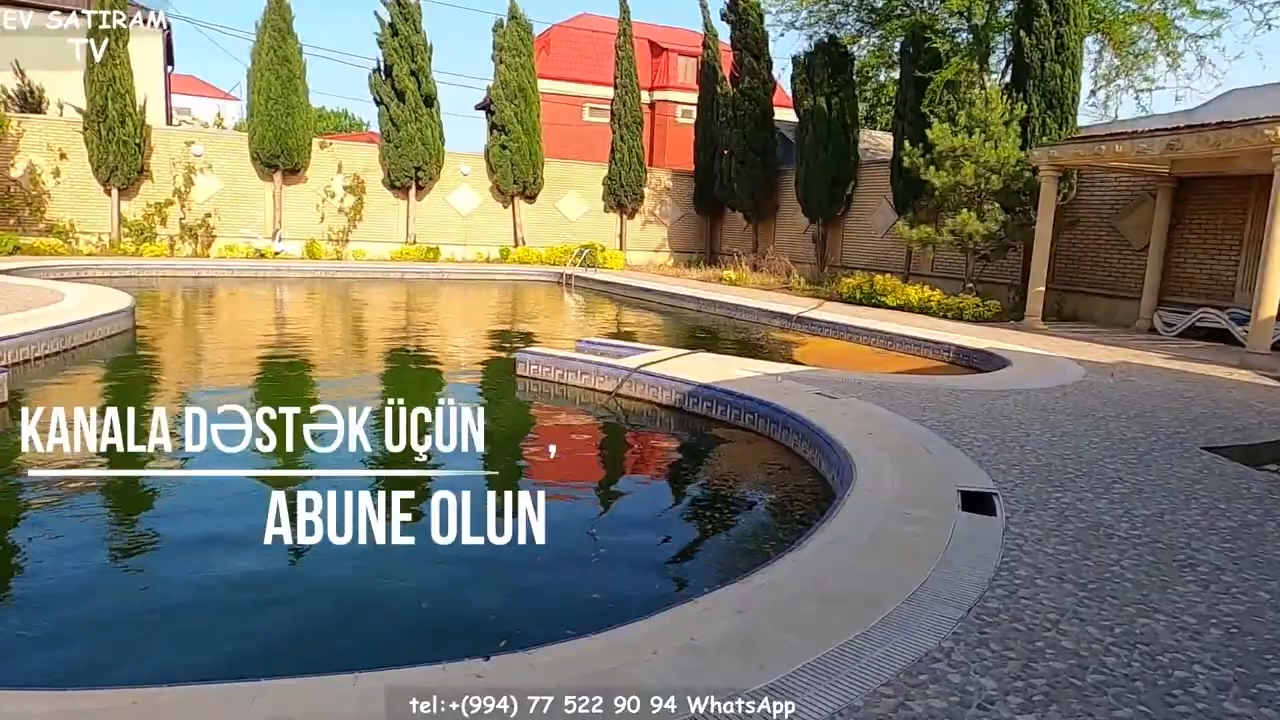 EV SATIRAM
TV
KANALA DƏSTƏK ÜÇÜN ,
ABUNE OLUN
tel:+(994) 77 522 90 94 WhatsApp